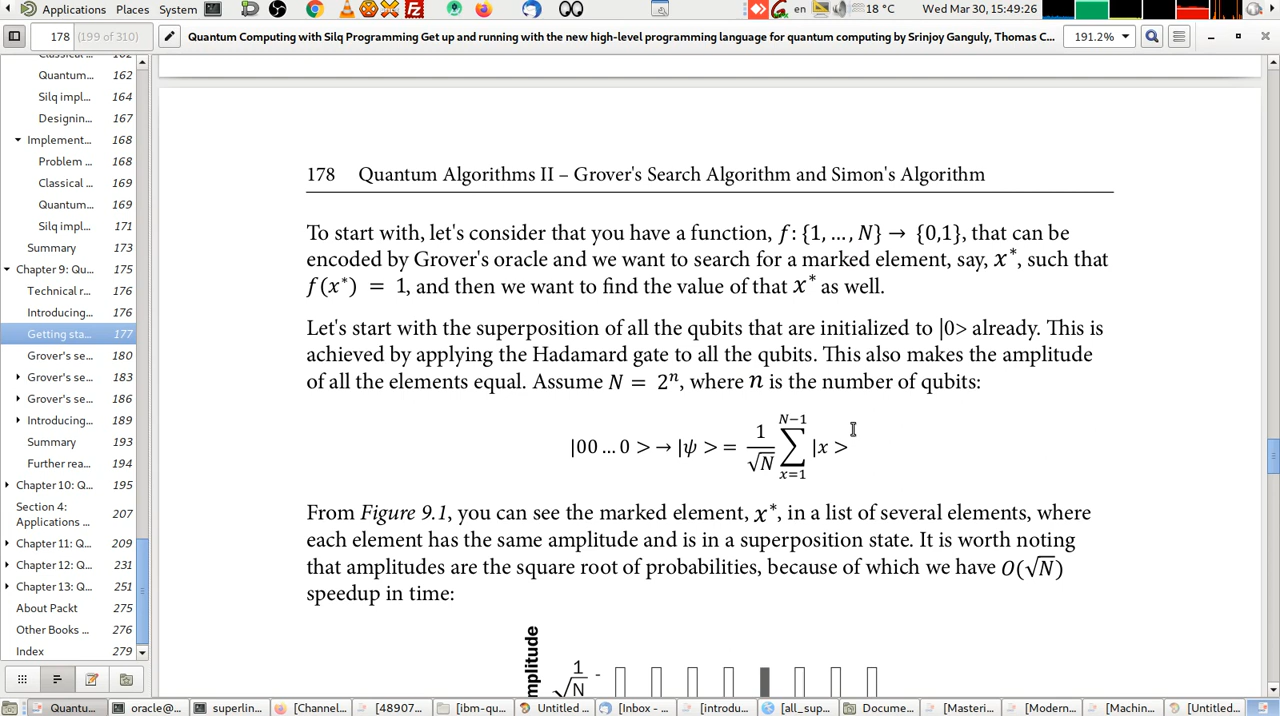 Applications Places System en 18 °C Wed Mar 30, 15:49:26
178 (199 of 310) Quantum Computing with Silq Programming Get up and running with the new high-level programming language for quantum computing by Srinjoy Ganguly, Thomas C... 191.2%
Quantum... 162
Silq impl... 164
Designin... 167
Implement... 168
Problem ... 168
Classical ... 169
Quantum... 169
Silq impl... 171
Summary 173
Chapter 9: Qu... 175
Technical r... 176
Introducing... 176
Getting sta... 177
Grover's se... 180
Grover's se... 183
Grover's se... 186
Introducing... 189
Summary 193
Further rea... 194
Chapter 10: Q... 195
Section 4:
Applications ... 207
Chapter 11: Q... 209
Chapter 12: Q... 231
Chapter 13: Q... 251
About Packt 275
Other Books ... 276
Index 279
178 Quantum Algorithms II – Grover's Search Algorithm and Simon's Algorithm
To start with, let's consider that you have a function, f: {1, ..., N} → {0,1}, that can be
encoded by Grover's oracle and we want to search for a marked element, say, x*, such that
f(x*) = 1, and then we want to find the value of that x* as well.
Let's start with the superposition of all the qubits that are initialized to |0> already. This is
achieved by applying the Hadamard gate to all the qubits. This also makes the amplitude
of all the elements equal. Assume N = 2ⁿ, where n is the number of qubits:
|00 ... 0 > → |ψ > = 1/√N ∑ x=1 N−1 |x >
From Figure 9.1, you can see the marked element, x*, in a list of several elements, where
each element has the same amplitude and is in a superposition state. It is worth noting
that amplitudes are the square root of probabilities, because of which we have O(√N)
speedup in time:
1/√N
Quantu... oracle@... superlin... [Channel... [48907... [ibm-qu... Untitled ... [Inbox - ... [introdu... [all_sup... Docume... [Masteri... [Modern... [Machin... [Untitled...